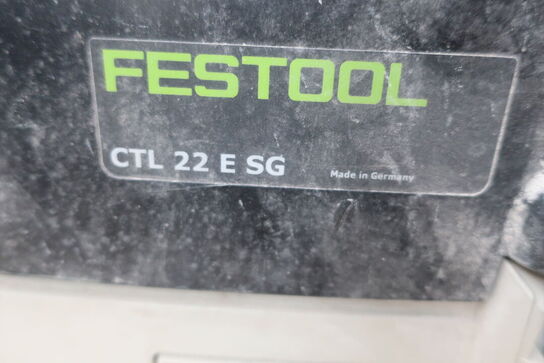 FESTOOL
CTL 22 E SG
Made in Germany